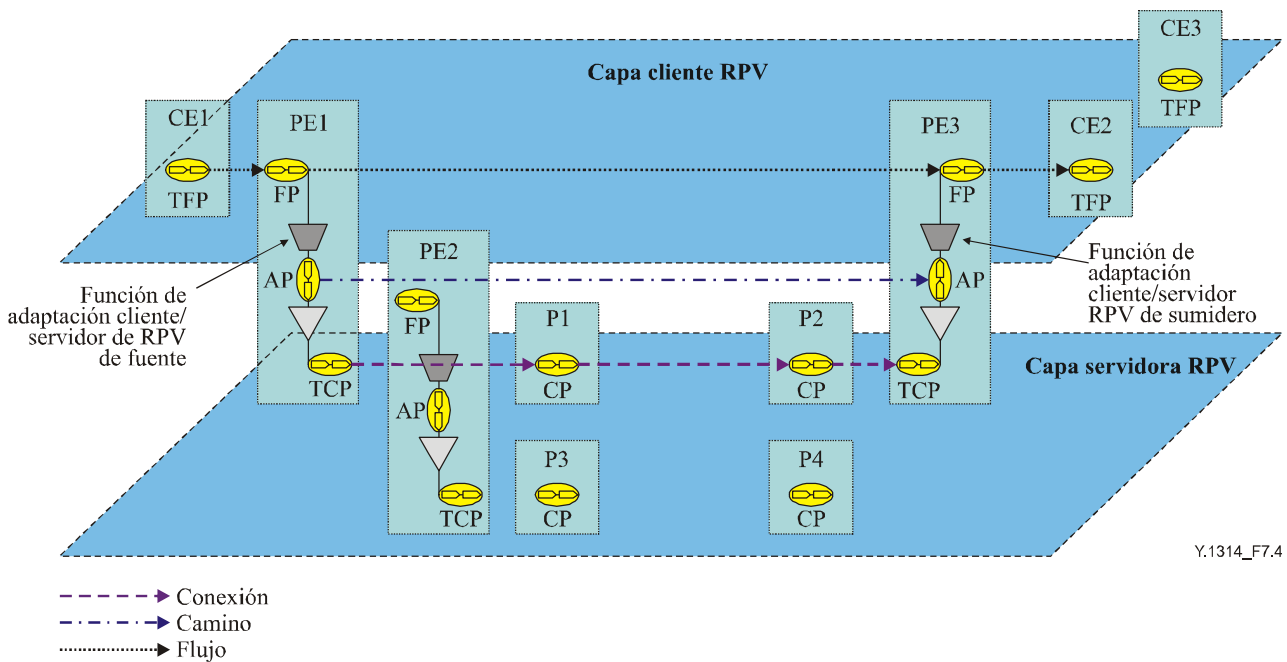 CE3
TFP
Capa cliente RPV
CE1
TFP
PE1
FP
PE3
FP
CE2
TFP
Función de
adaptación cliente/
servidor de RPV
de fuente
AP
TCP
PE2
FP
AP
TCP
AP
TCP
Función de
adaptación
cliente/servidor
RPV de sumidero
P1
CP
P2
CP
Capa servidora RPV
P3
CP
P4
CP
Y.1314_F7.4
Conexión
Camino
Flujo